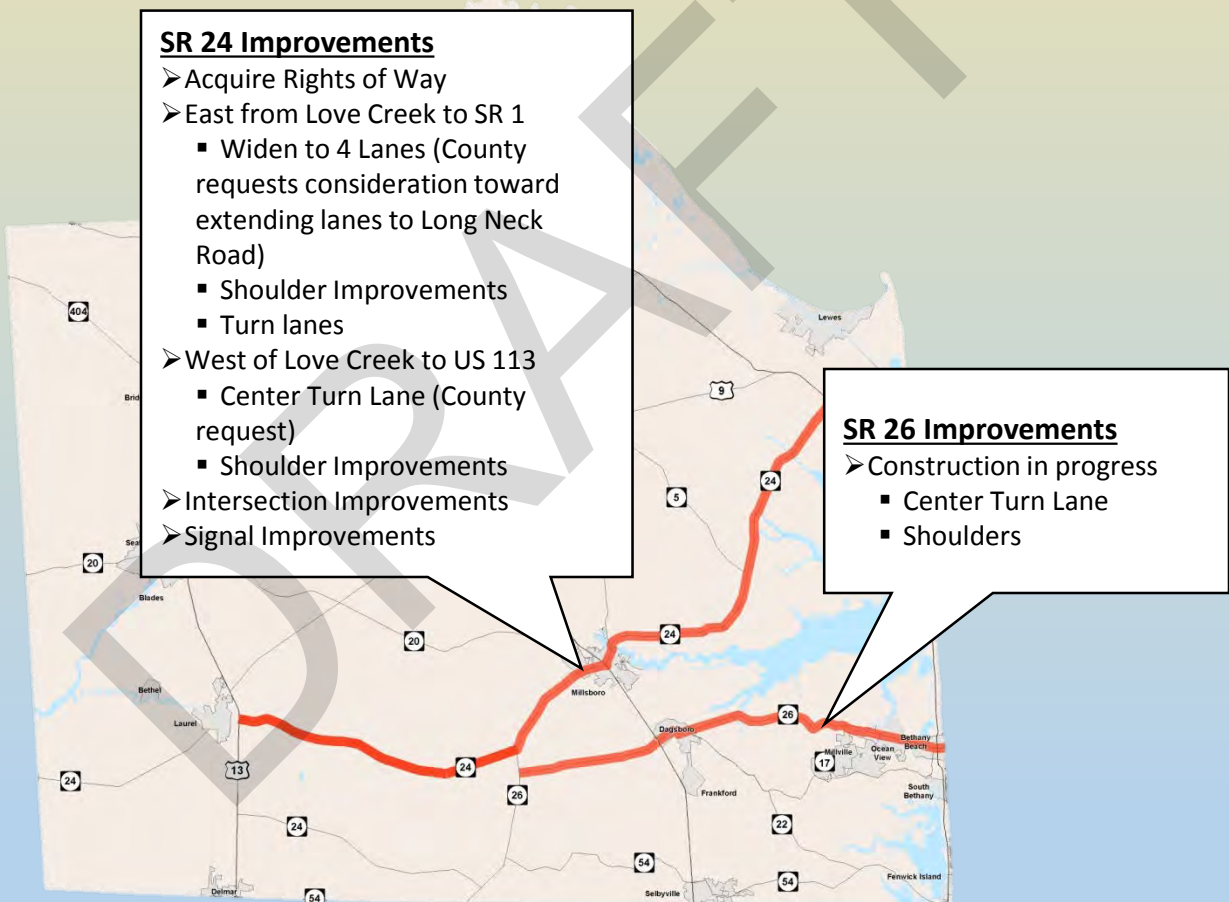 SR 24 Improvements
➢Acquire Rights of Way
➢East from Love Creek to SR 1
▪ Widen to 4 Lanes (County
requests consideration toward
extending lanes to Long Neck
Road)
▪ Shoulder Improvements
▪ Turn lanes
➢West of Love Creek to US 113
▪ Center Turn Lane (County
request)
▪ Shoulder Improvements
➢Intersection Improvements
➢Signal Improvements
SR 26 Improvements
➢Construction in progress
▪ Center Turn Lane
▪ Shoulders
DRAFT
404
Lewes
9
Brid
24
5
Sea
20
Blades
20
24
Millsboro
Bethel
Laurel
Dagsboro
26
Bethany
Beach
Millville
Ocean
View
17
24
13
24
26
Frankford
South
Bethany
24
22
54
54
Fenwick Island
Delmar
54
Selbyville